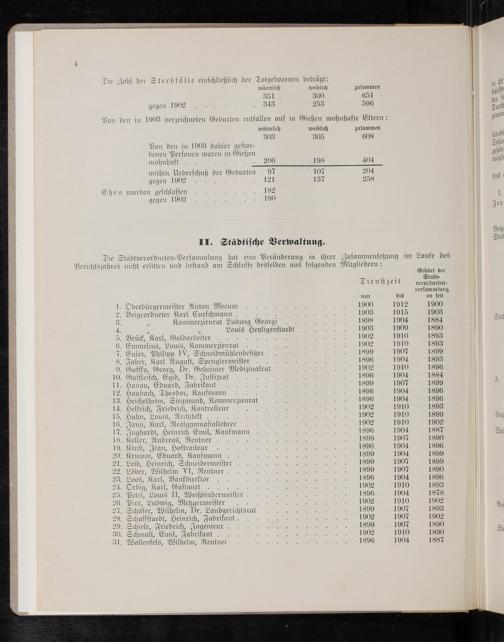 4
Die Zahl der Sterbfälle einschließlich der Totgeborenen beträgt:
männlich weiblich zusammen
351 300 651
gegen 1902 . . . . . . 343 253 596
Von den in 1903 verzeichneten Geburten entfallen auf in Gießen wohnhafte Eltern:
männlich weiblich zusammen
303 305 608
Von den in 1903 dahier gestor-
benen Personen waren in Gießen
wohnhaft . . . . . . . 206 198 404
mithin Ueberschuß der Geburten 97 107 204
gegen 1902 . . . . . . 121 137 258
Ehen wurden geschlossen . . . . . . 182
gegen 1902 . . . . . . 190
II. Städtische Verwaltung.
Die Stadtverordneten-Versammlung hat eine Veränderung in ihrer Zusammensetzung im Laufe des
Berichtsjahres nicht erlitten und bestand am Schlusse desselben aus folgenden Mitgliedern:
Dienstzeit
von bis
Gehört der
Stadt-
verordneten-
versammlung
an seit
1. Oberbürgermeister Anton Mecum 1900 1912 1900
2. Beigeordneter Karl Curschmann 1903 1915 1903
3. „ Kommerzienrat Ludwig Georgi 1898 1904 1884
4. „ „ Louis Heyligenstaedt 1903 1909 1890
5. Brück, Karl, Goldarbeiter 1902 1910 1893
6. Emmelius, Louis, Kommerzienrat 1902 1910 1893
7. Euler, Philipp IV, Schneidmühlenbesitzer 1899 1907 1899
8. Faber, Karl August, Spenglermeister 1896 1904 1893
9. Gaffky, Georg, Dr. Geheimer Medizinalrat 1902 1910 1896
10. Gutfleisch, Egid, Dr. Justizrat 1896 1904 1884
11. Hanau, Eduard, Fabrikant 1899 1907 1899
12. Haubach, Theodor, Kaufmann 1896 1904 1896
13. Heichelheim, Siegmund, Kommerzienrat 1896 1904 1896
14. Helfrich, Friedrich, Kontrolleur 1902 1910 1893
15. Huhn, Louis, Architekt 1902 1910 1899
16. Jann, Karl, Realgymnasiallehrer 1902 1910 1902
17. Jughardt, Heinrich Emil, Kaufmann 1896 1904 1887
18. Keller, Andreas, Rentner 1899 1907 1890
19. Kirch, Jean, Hoftraiteur 1896 1904 1896
20. Krumm, Eduard, Kaufmann 1899 1904 1899
21. Leib, Heinrich, Schneidermeister 1899 1907 1899
22. Löber, Wilhelm VI, Rentner 1899 1907 1890
23. Loos, Karl, Bankdirektor 1896 1904 1896
24. Orbig, Karl, Gastwirt 1902 1910 1893
25. Petri, Louis II, Weißbindermeister 1896 1904 1878
26. Pirr, Ludwig, Metzgermeister 1902 1910 1902
27. Schäfer, Wilhelm, Dr. Landgerichtsrat 1899 1907 1893
28. Schaffstaedt, Heinrich, Fabrikant 1902 1907 1902
29. Schiele, Friedrich, Ingenieur 1899 1907 1890
30. Schmall, Emil, Fabrikant 1902 1910 1890
31. Wallenfels, Wilhelm, Rentner 1896 1904 1887